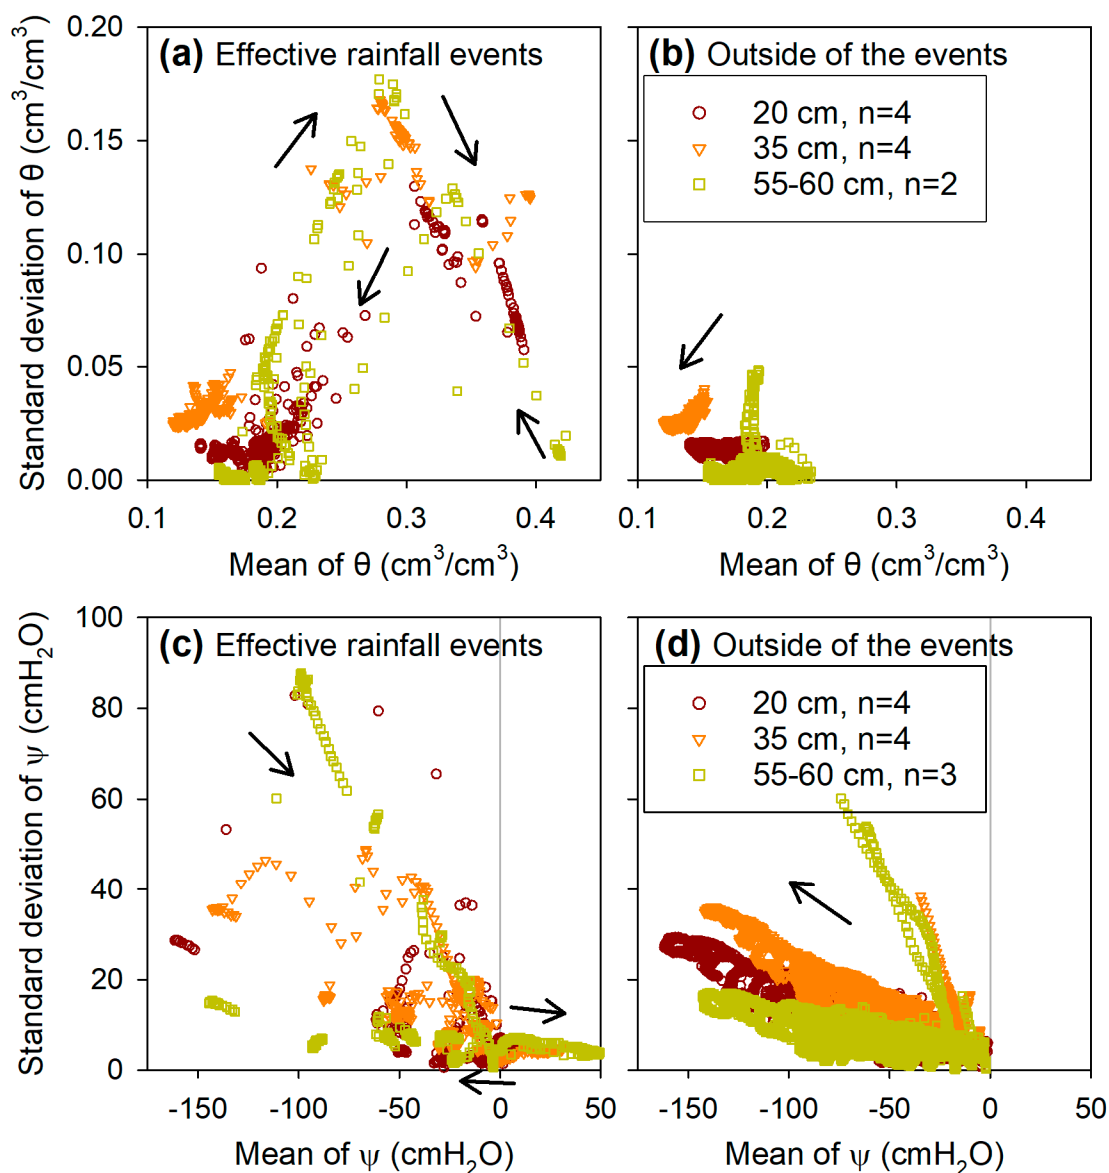 (a) Effective rainfall events
0.20
0.15
0.10
0.05
0.00
Standard deviation of θ (cm³/cm³)
0.1 0.2 0.3 0.4
Mean of θ (cm³/cm³)
(b) Outside of the events
20 cm, n=4
35 cm, n=4
55-60 cm, n=2
0.1 0.2 0.3 0.4
Mean of θ (cm³/cm³)
(c) Effective rainfall events
100
80
60
40
20
0
Standard deviation of ψ (cmH₂O)
-150 -100 -50 0 50
Mean of ψ (cmH₂O)
(d) Outside of the events
20 cm, n=4
35 cm, n=4
55-60 cm, n=3
-150 -100 -50 0 50
Mean of ψ (cmH₂O)